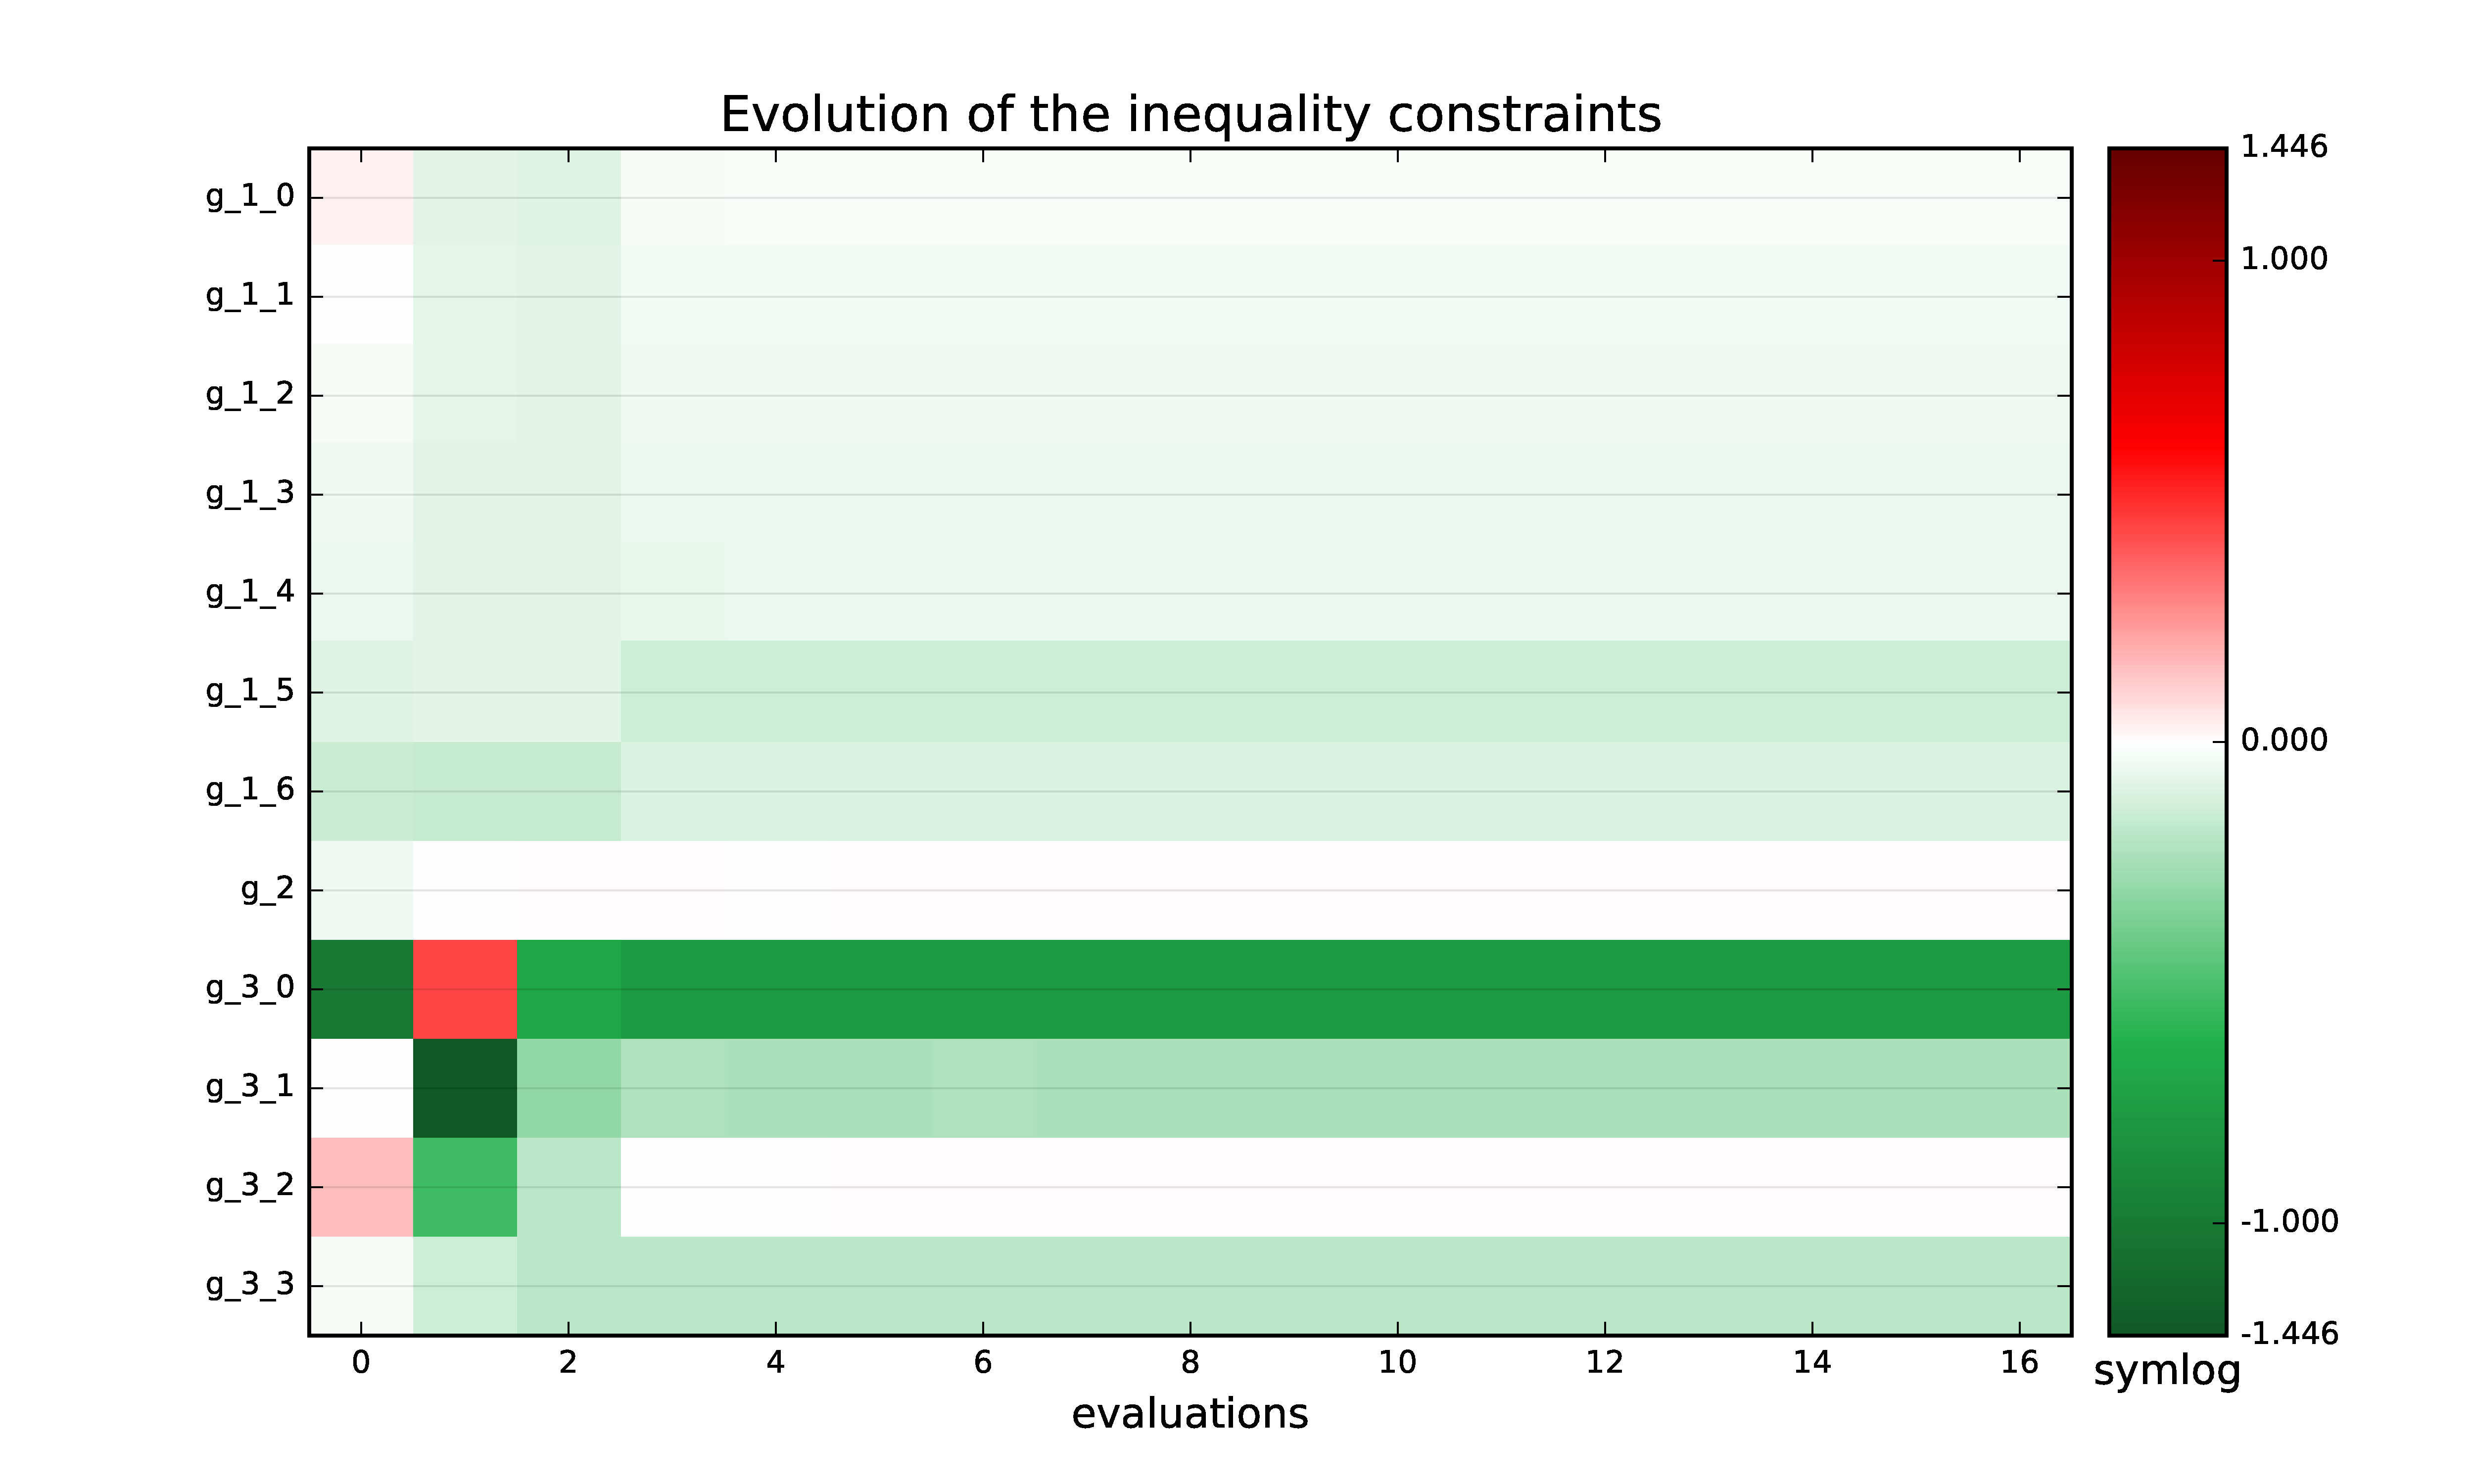 Evolution of the inequality constraints
g_1_0
g_1_1
g_1_2
g_1_3
g_1_4
g_1_5
g_1_6
g_2
g_3_0
g_3_1
g_3_2
g_3_3
0 2 4 6 8 10 12 14 16
evaluations
1.446
1.000
0.000
-1.000
-1.446
symlog